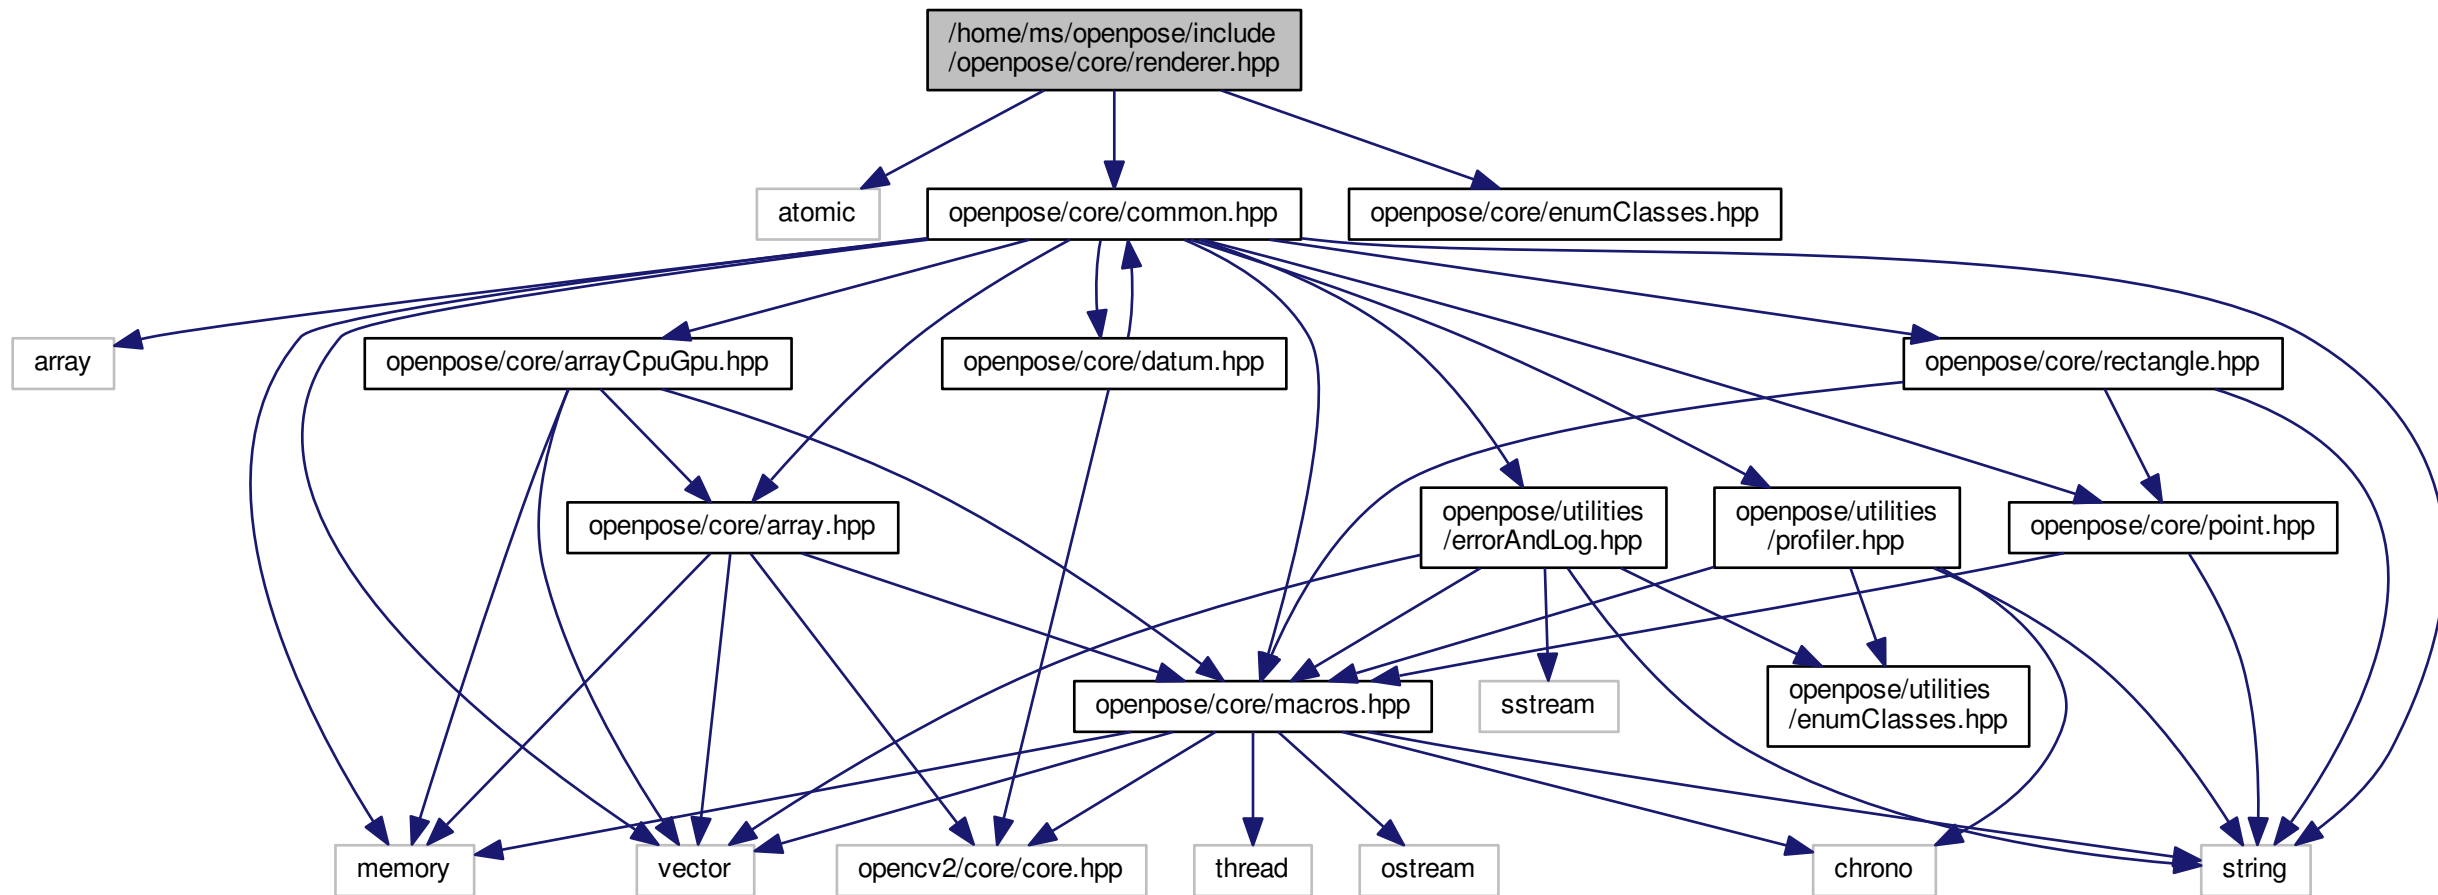 /home/ms/openpose/include
/openpose/core/renderer.hpp
atomic
openpose/core/common.hpp
openpose/core/enumClasses.hpp
array
openpose/core/arrayCpuGpu.hpp
openpose/core/datum.hpp
openpose/core/rectangle.hpp
openpose/core/array.hpp
openpose/utilities
/errorAndLog.hpp
openpose/utilities
/profiler.hpp
openpose/core/point.hpp
openpose/core/macros.hpp
sstream
openpose/utilities
/enumClasses.hpp
memory
vector
opencv2/core/core.hpp
thread
ostream
chrono
string